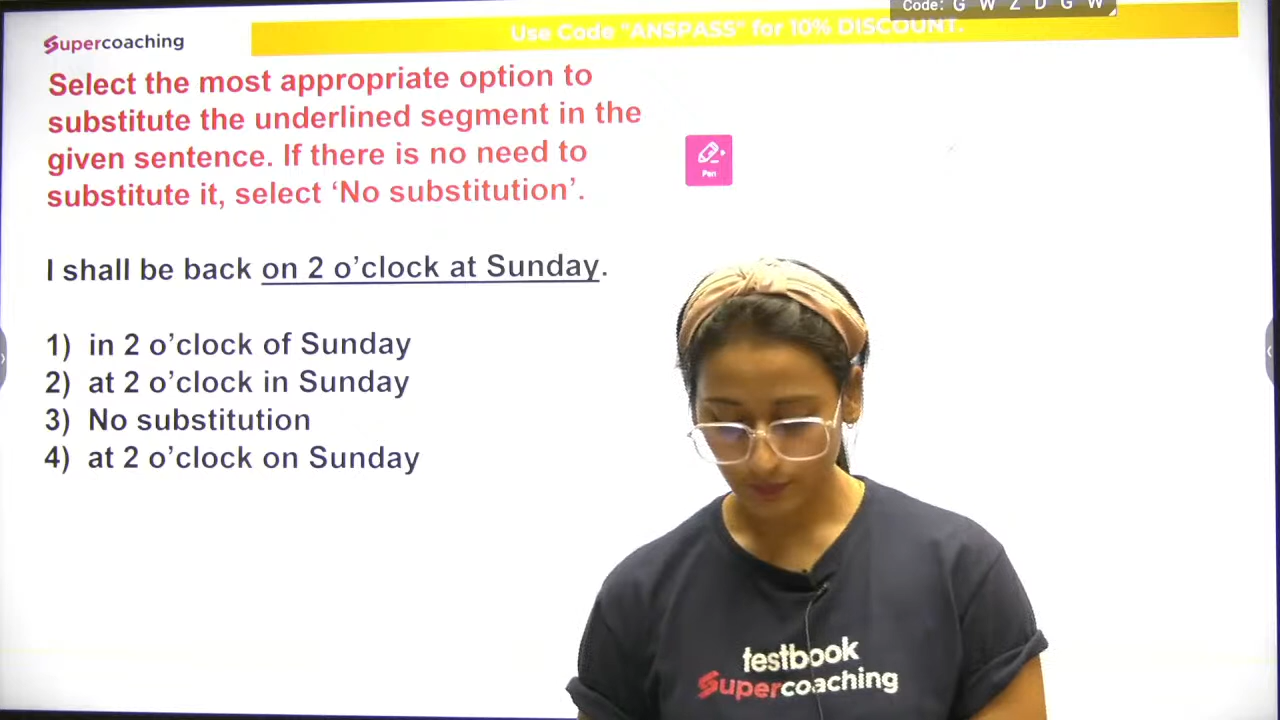 Code: G W Z D G W
Supercoaching
Use Code "ANSPASS" for 10% DISCOUNT.
Select the most appropriate option to
substitute the underlined segment in the
given sentence. If there is no need to
substitute it, select ‘No substitution’.
Pen
I shall be back on 2 o’clock at Sunday.
1) in 2 o’clock of Sunday
2) at 2 o’clock in Sunday
3) No substitution
4) at 2 o’clock on Sunday
testbook
Supercoaching